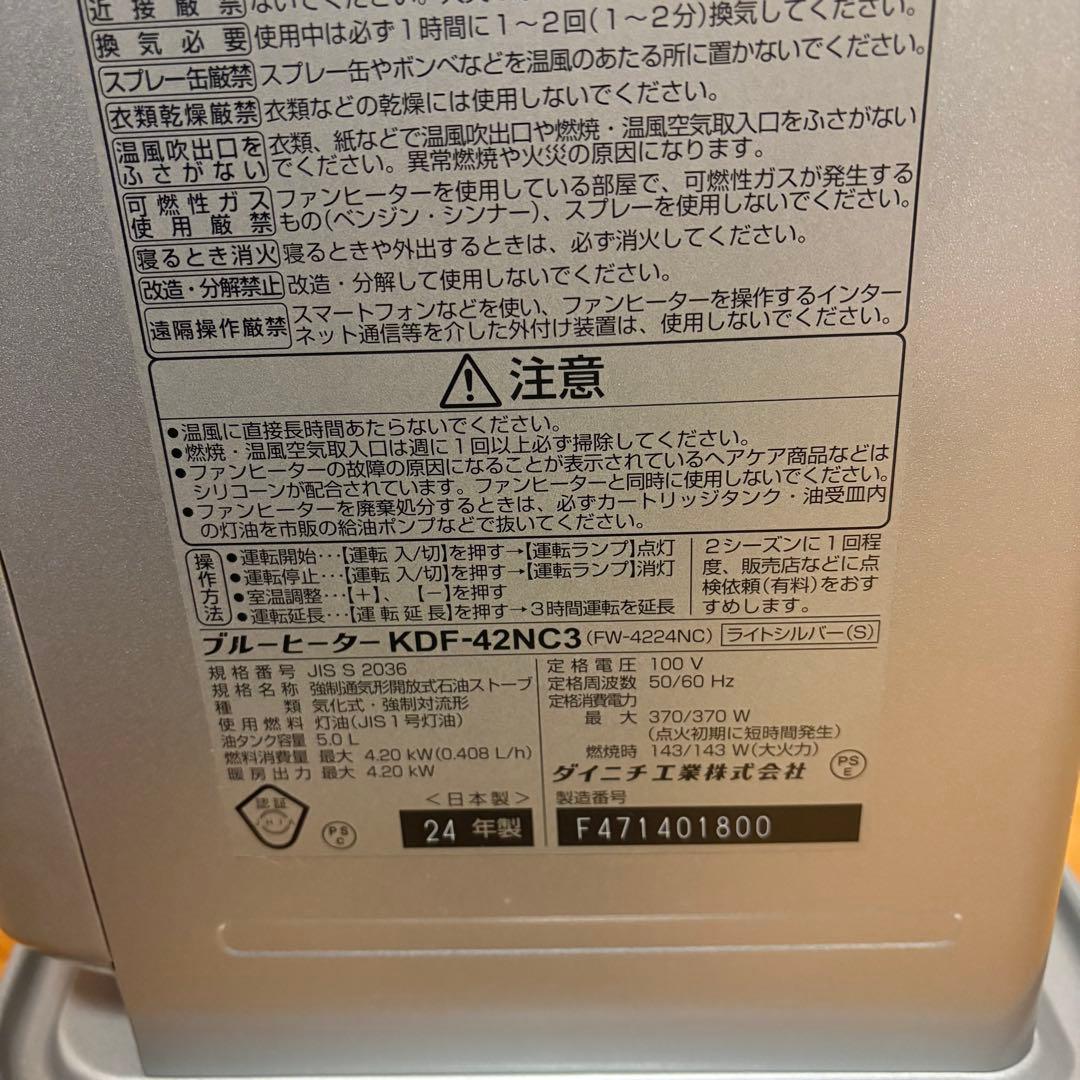 近接厳禁
換気必要 使用中は必ず1時間に1～2回(1～2分)換気してください。
スプレー缶厳禁 スプレー缶やボンベなどを温風のあたる所に置かないでください。
衣類乾燥厳禁 衣類などの乾燥には使用しないでください。
温風吹出口をふさがない 衣類、紙などで温風吹出口や燃焼・温風空気取入口をふさがない
でください。異常燃焼や火災の原因になります。
可燃性ガス使用厳禁 ファンヒーターを使用している部屋で、可燃性ガスが発生する
もの(ベンジン・シンナー)、スプレーを使用しないでください。
寝るとき消火 寝るときや外出するときは、必ず消火してください。
改造・分解禁止 改造・分解して使用しないでください。
遠隔操作厳禁 スマートフォンなどを使い、ファンヒーターを操作するインター
ネット通信等を介した外付け装置は、使用しないでください。
注意
●温風に直接長時間あたらないでください。
●燃焼・温風空気取入口は週に1回以上必ず掃除してください。
●ファンヒーターの故障の原因になることが表示されているヘアケア商品などは
シリコーンが配合されています。ファンヒーターと同時に使用しないでください。
●ファンヒーターを廃棄処分するときは、必ずカートリッジタンク・油受皿内
の灯油を市販の給油ポンプなどで抜いてください。
操作方法
●運転開始…【運転 入/切】を押す→【運転ランプ】点灯
●運転停止…【運転 入/切】を押す→【運転ランプ】消灯
●室温調整…【＋】、【－】を押す
●運転延長…【運転延長】を押す→3時間運転を延長
2シーズンに1回程
度、販売店などに点
検依頼(有料)をおす
すめします。
ブルーヒーター KDF-42NC3 (FW-4224NC) ライトシルバー(S)
規格番号 JIS S 2036
規格名称 強制通気形開放式石油ストーブ
種類 気化式・強制対流形
使用燃料 灯油(JIS1号灯油)
油タンク容量 5.0 L
燃料消費量 最大 4.20 kW(0.408 L/h)
暖房出力 最大 4.20 kW
定格電圧 100 V
定格周波数 50/60 Hz
定格消費電力
最大 370/370 W
(点火初期に短時間発生)
燃焼時 143/143 W(大火力)
ダイニチ工業株式会社
PS E
認証
PS C
＜日本製＞
24 年製
製造番号
F471401800